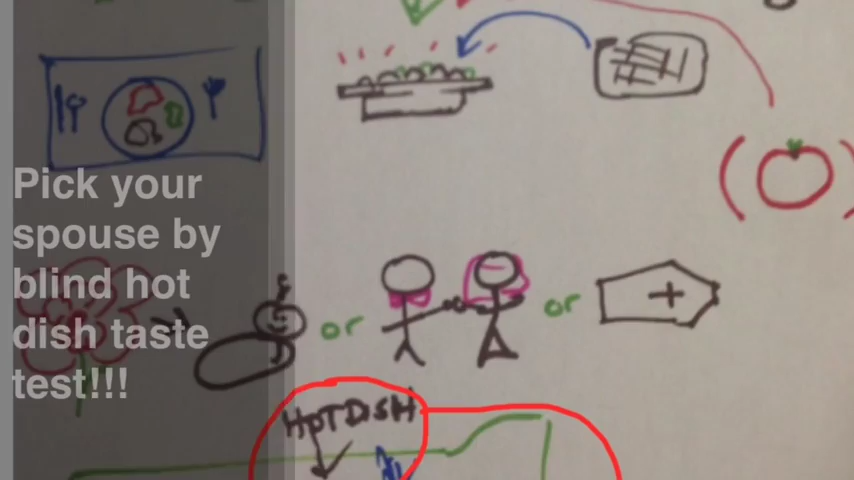 Pick your
spouse by
blind hot
dish taste
test!!!
or
or
HOTDISH